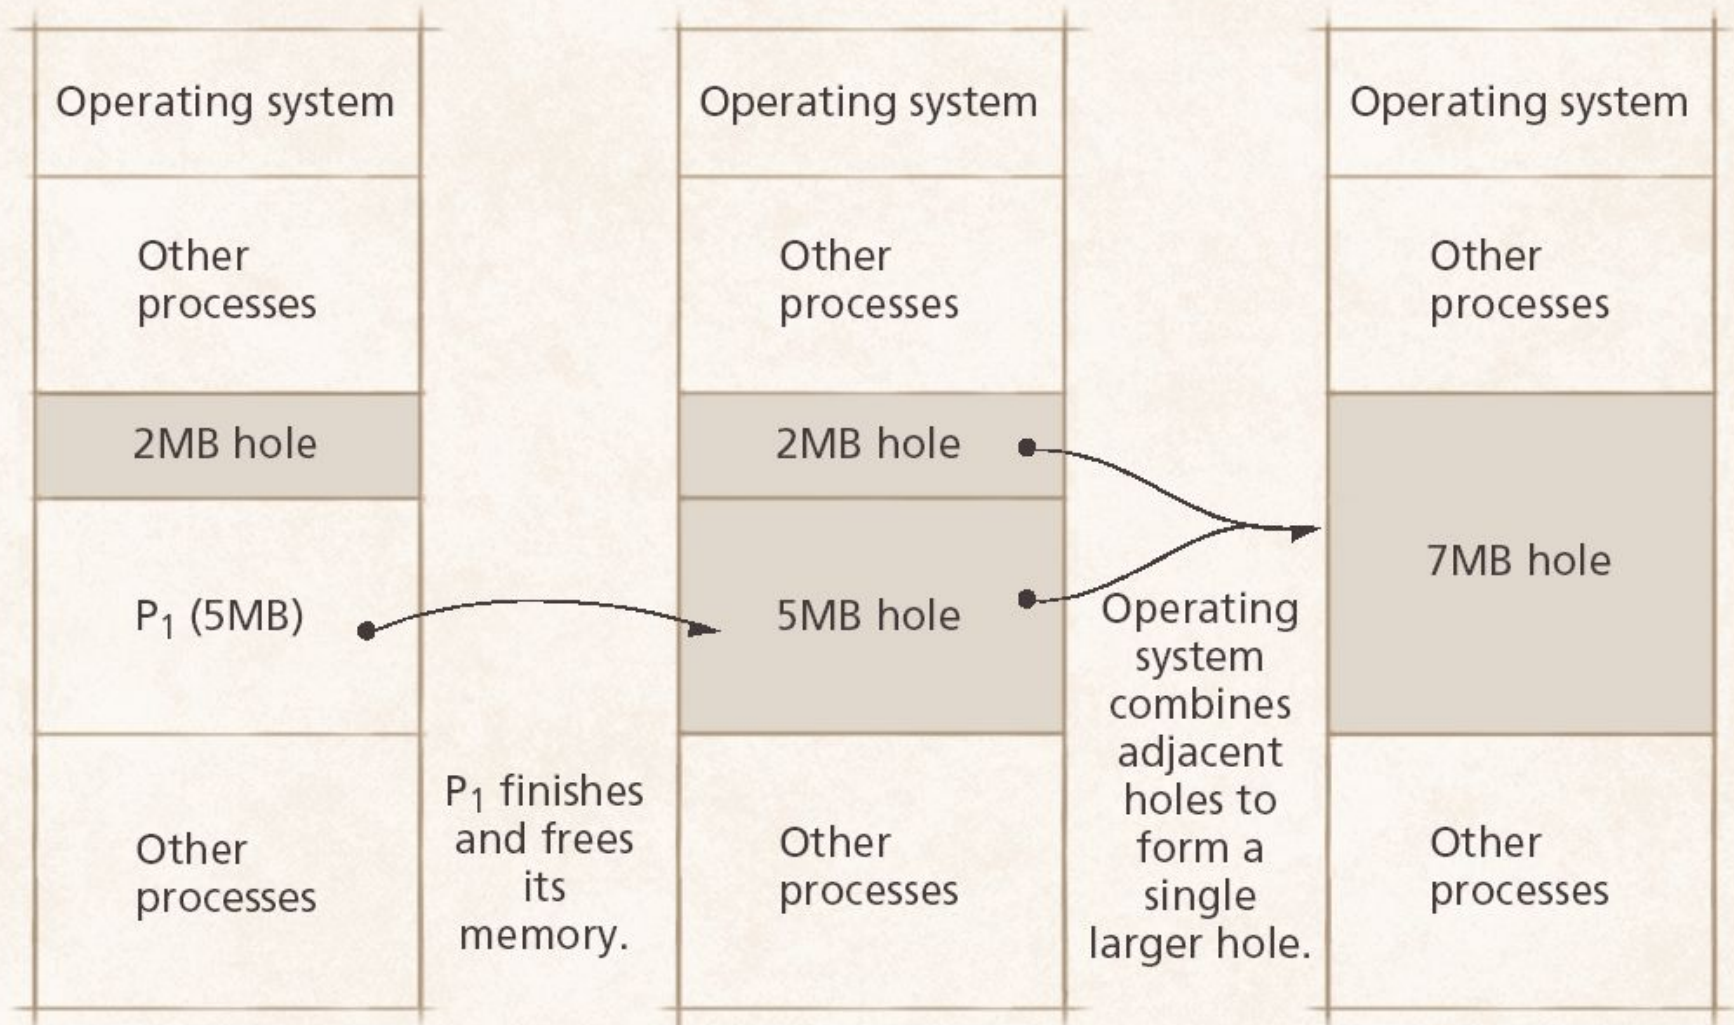 Operating system
Other
processes
2MB hole
P₁ (5MB)
Other
processes
P₁ finishes
and frees
its
memory.
Operating system
Other
processes
2MB hole
5MB hole
Other
processes
Operating
system
combines
adjacent
holes to
form a
single
larger hole.
Operating system
Other
processes
7MB hole
Other
processes